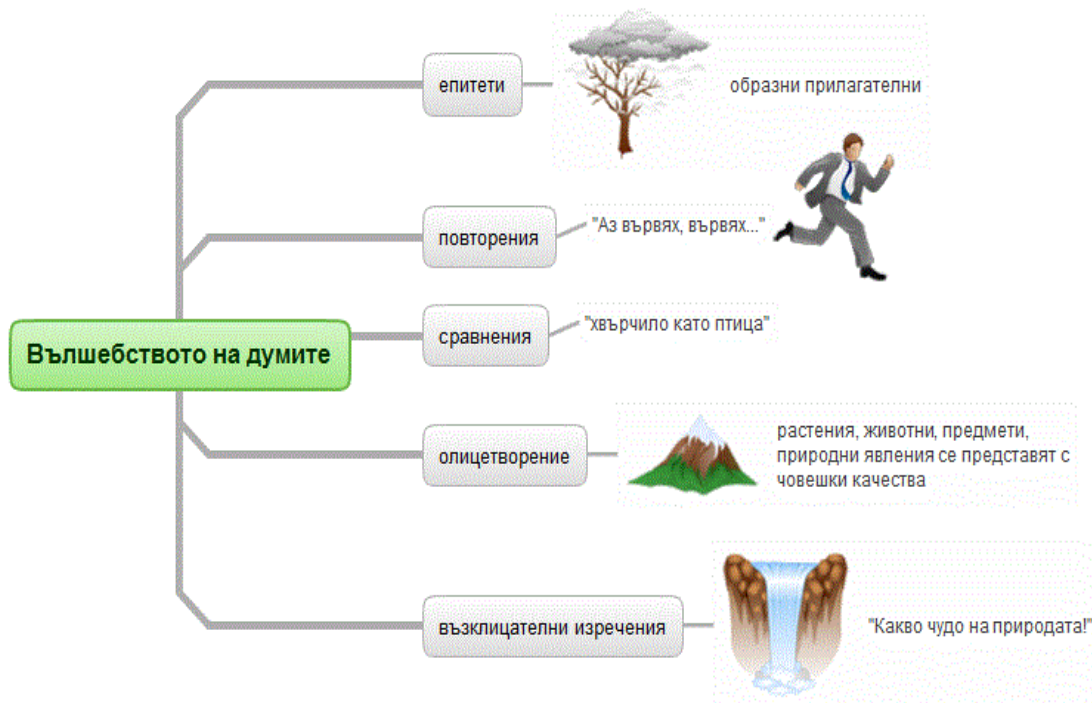 епитети
образни прилагателни
повторения
"Аз вървях, вървях..."
Вълшебството на думите
сравнения
"хвърчило като птица"
олицетворение
растения, животни, предмети,
природни явления се представят с
човешки качества
възклицателни изречения
"Какво чудо на природата!"